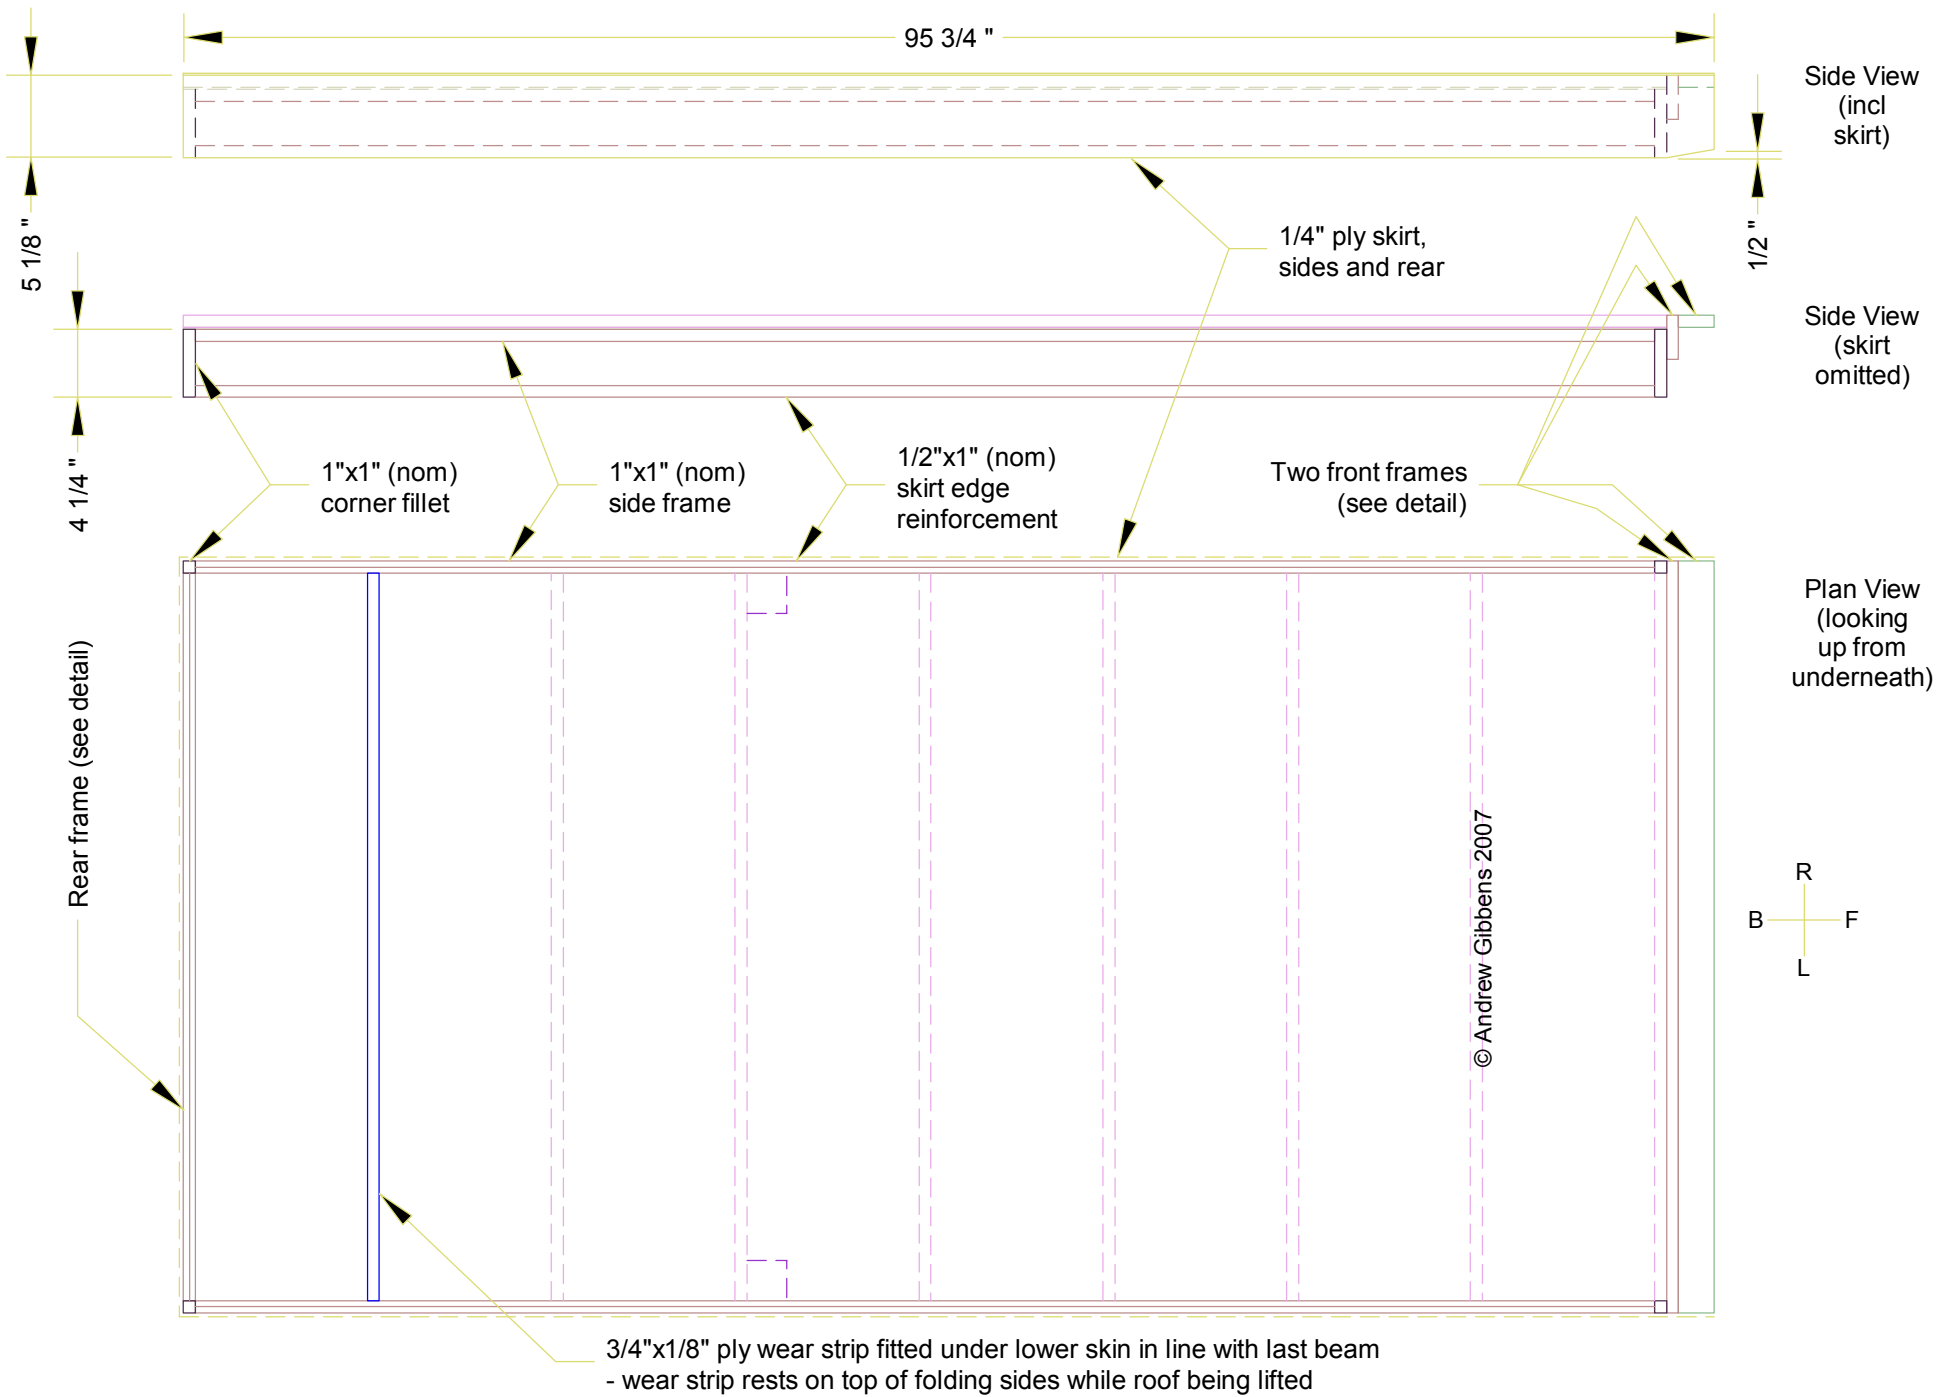 95 3/4 "
Side View
(incl
skirt)
5 1/8 "
1/2 "
1/4" ply skirt,
sides and rear
Side View
(skirt
omitted)
4 1/4 "
1"x1" (nom)
corner fillet
1"x1" (nom)
side frame
1/2"x1" (nom)
skirt edge
reinforcement
Two front frames
(see detail)
Plan View
(looking
up from
underneath)
Rear frame (see detail)
© Andrew Gibbens 2007
R
B F
L
3/4"x1/8" ply wear strip fitted under lower skin in line with last beam
- wear strip rests on top of folding sides while roof being lifted